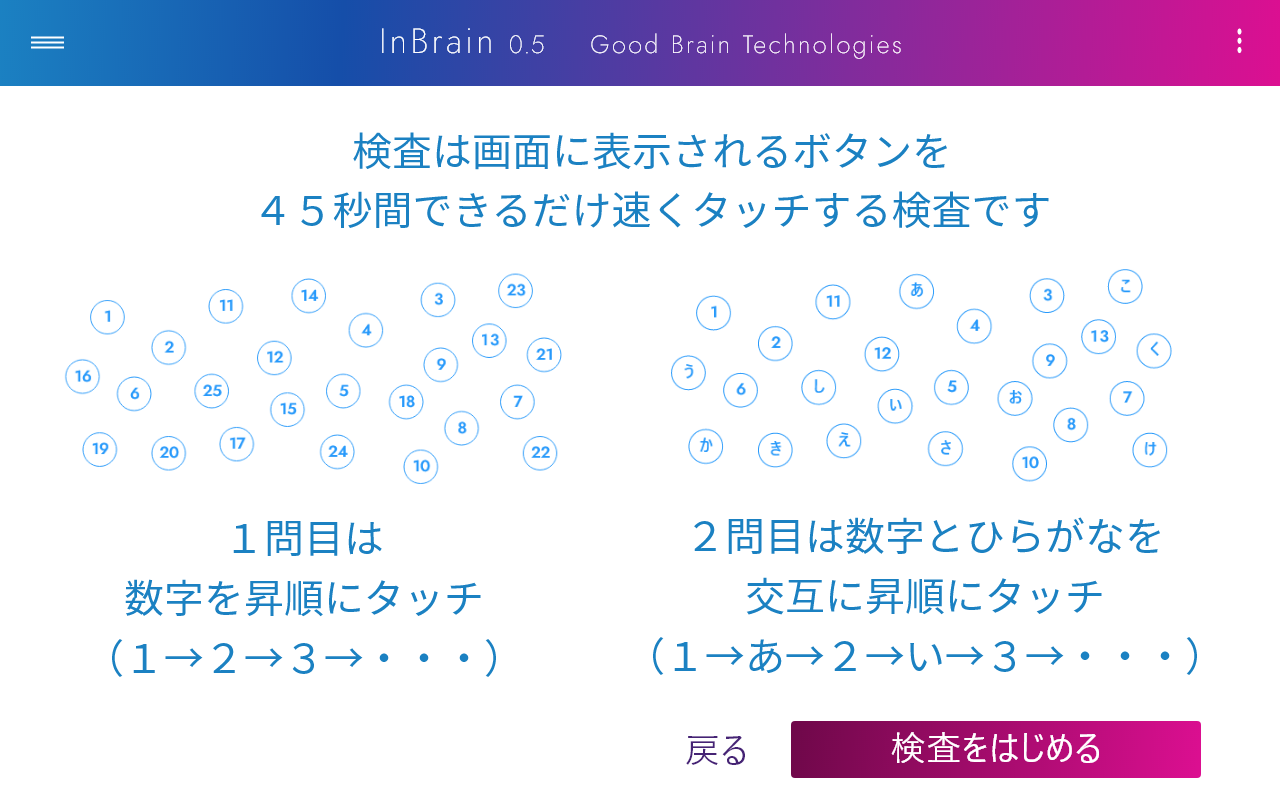 InBrain 0.5 Good Brain Technologies
検査は画面に表示されるボタンを
４５秒間でできるだけ速くタッチする検査です
1 11 14 3 23
2 4 13
12 9 21
16 6 25 5 18 7
15 8
19 20 17 24 10 22
1 11 あ 3 こ
2 4 13
12 9 く
う 6 し 5 お 7
い 8
か き え さ 10 け
１問目は
数字を昇順にタッチ
（１→２→３→・・・）
２問目は数字とひらがなを
交互に昇順にタッチ
（１→あ→２→い→３→・・・）
戻る 検査をはじめる